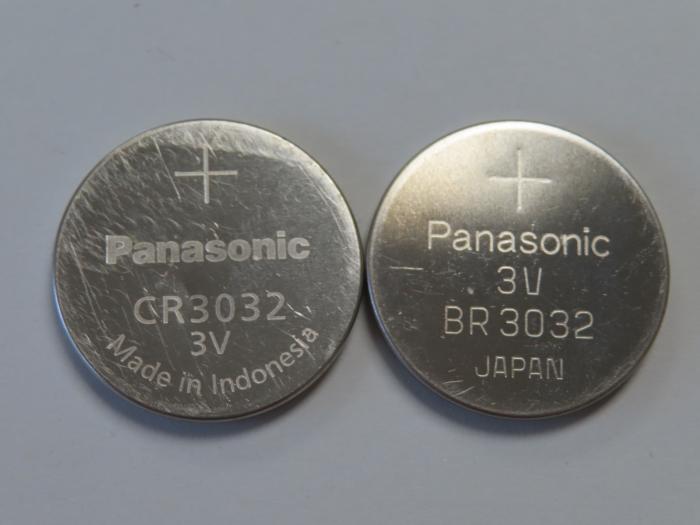 +
Panasonic
CR3032
3V
Made in Indonesia
+
Panasonic
3V
BR3032
JAPAN